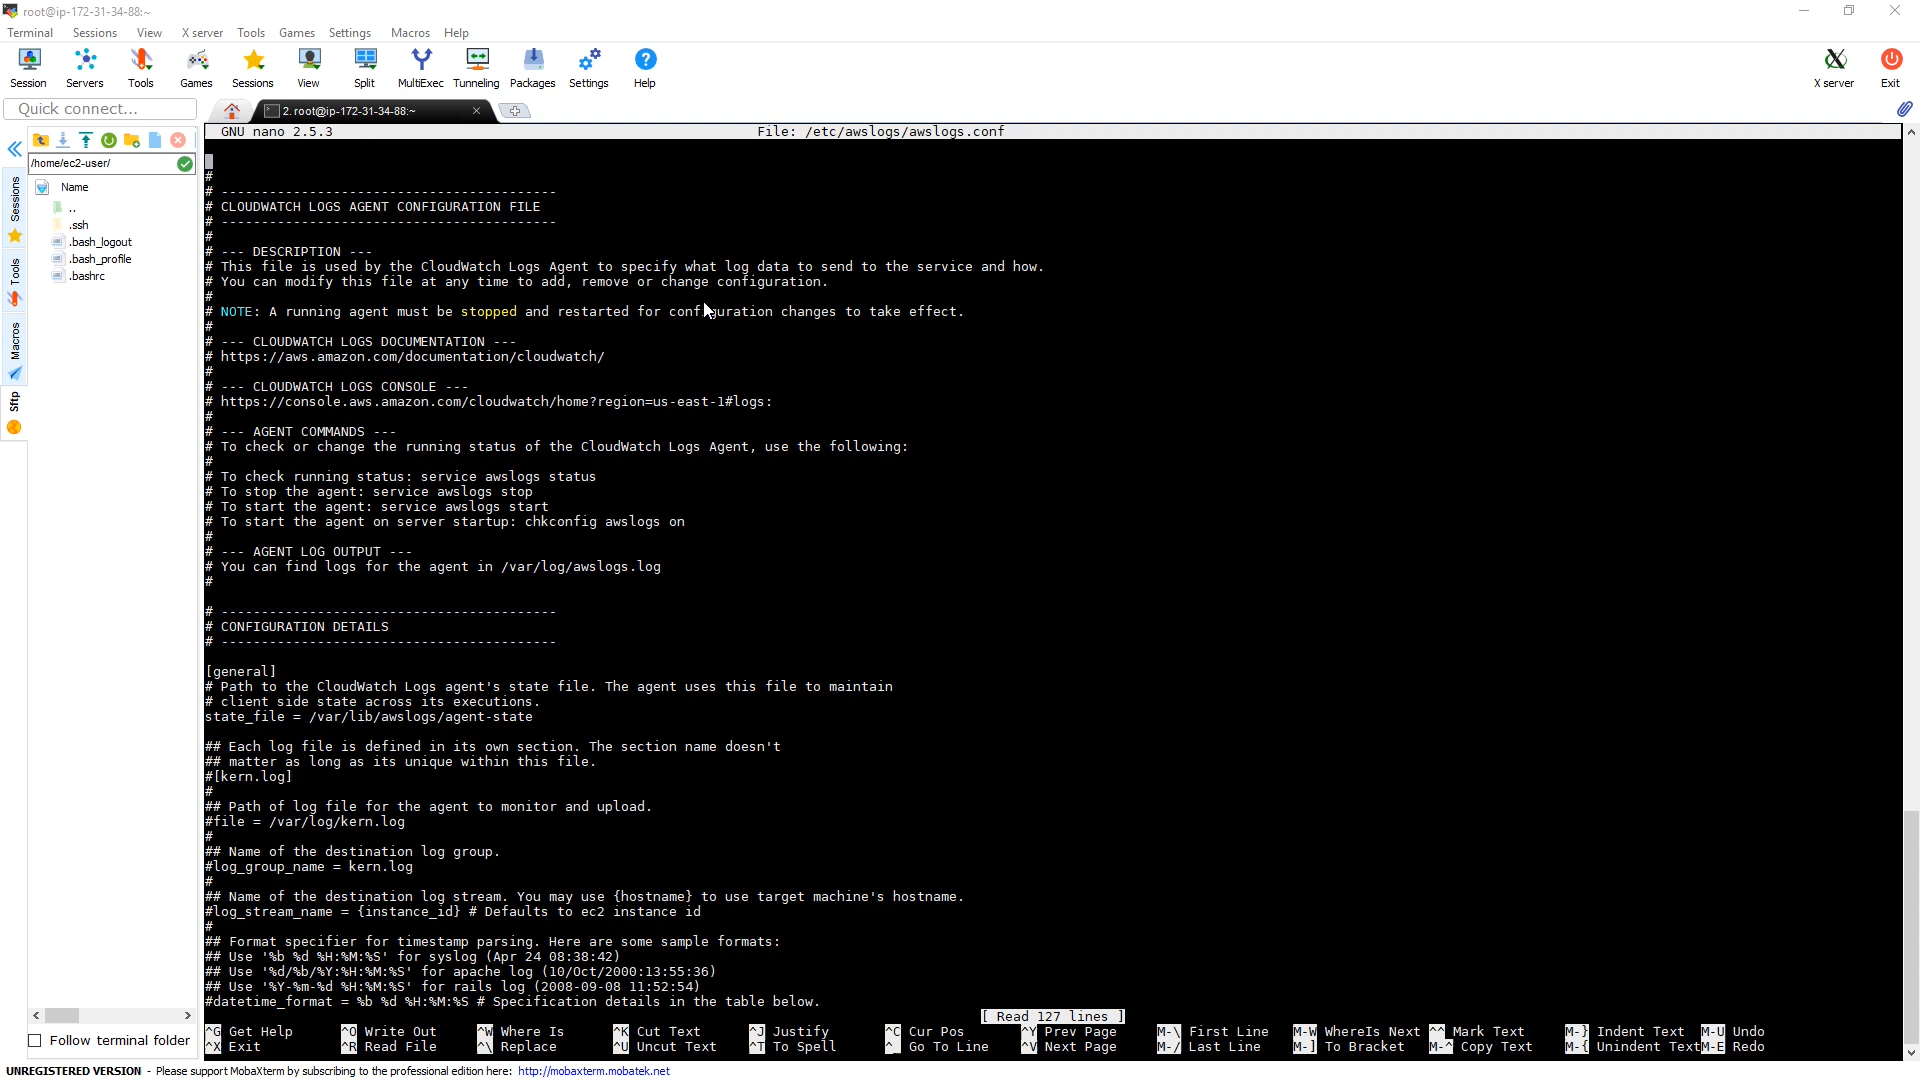 root@ip-172-31-34-88:~
Terminal Sessions View X server Tools Games Settings Macros Help
Session Servers Tools Games Sessions View Split MultiExec Tunneling Packages Settings Help X server Exit
Quick connect...
2. root@ip-172-31-34-88:~
/home/ec2-user/
Name
..
.ssh
.bash_logout
.bash_profile
.bashrc
Sessions
Tools
Macros
Sftp
GNU nano 2.5.3 File: /etc/awslogs/awslogs.conf
#
# ------------------------------------------
# CLOUDWATCH LOGS AGENT CONFIGURATION FILE
# ------------------------------------------
#
# --- DESCRIPTION ---
# This file is used by the CloudWatch Logs Agent to specify what log data to send to the service and how.
# You can modify this file at any time to add, remove or change configuration.
#
# NOTE: A running agent must be stopped and restarted for configuration changes to take effect.
#
# --- CLOUDWATCH LOGS DOCUMENTATION ---
# https://aws.amazon.com/documentation/cloudwatch/
#
# --- CLOUDWATCH LOGS CONSOLE ---
# https://console.aws.amazon.com/cloudwatch/home?region=us-east-1#logs:
#
# --- AGENT COMMANDS ---
# To check or change the running status of the CloudWatch Logs Agent, use the following:
#
# To check running status: service awslogs status
# To stop the agent: service awslogs stop
# To start the agent: service awslogs start
# To start the agent on server startup: chkconfig awslogs on
#
# --- AGENT LOG OUTPUT ---
# You can find logs for the agent in /var/log/awslogs.log
#
# ------------------------------------------
# CONFIGURATION DETAILS
# ------------------------------------------
[general]
# Path to the CloudWatch Logs agent's state file. The agent uses this file to maintain
# client side state across its executions.
state_file = /var/lib/awslogs/agent-state
## Each log file is defined in its own section. The section name doesn't
## matter as long as its unique within this file.
#[kern.log]
#
## Path of log file for the agent to monitor and upload.
#file = /var/log/kern.log
#
## Name of the destination log group.
#log_group_name = kern.log
#
## Name of the destination log stream. You may use {hostname} to use target machine's hostname.
#log_stream_name = {instance_id} # Defaults to ec2 instance id
#
## Format specifier for timestamp parsing. Here are some sample formats:
## Use '%b %d %H:%M:%S' for syslog (Apr 24 08:38:42)
## Use '%d/%b/%Y:%H:%M:%S' for apache log (10/Oct/2000:13:55:36)
## Use '%Y-%m-%d %H:%M:%S' for rails log (2008-09-08 11:52:54)
#datetime_format = %b %d %H:%M:%S # Specification details in the table below.
[ Read 127 lines ]
^G Get Help ^O Write Out ^W Where Is ^K Cut Text ^J Justify ^C Cur Pos ^Y Prev Page M-\ First Line M-W WhereIs Next ^^ Mark Text M-} Indent Text M-U Undo
^X Exit ^R Read File ^\ Replace ^U Uncut Text ^T To Spell ^_ Go To Line ^V Next Page M-/ Last Line M-] To Bracket M-^ Copy Text M-{ Unindent Text M-E Redo
Follow terminal folder
UNREGISTERED VERSION - Please support MobaXterm by subscribing to the professional edition here: http://mobaxterm.mobatek.net